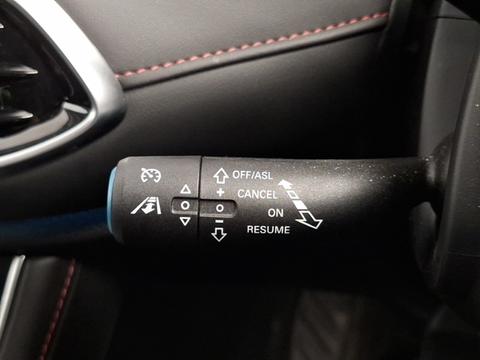 OFF/ASL
+ CANCEL
ON
− RESUME